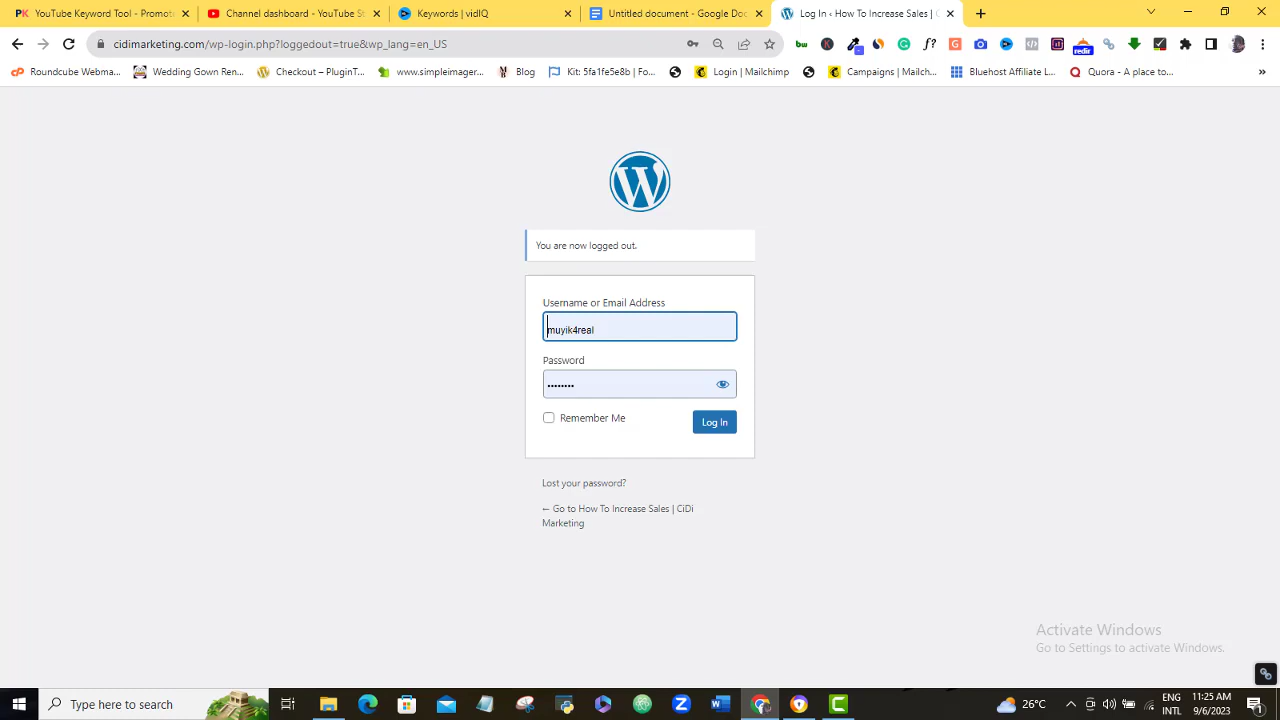 YouTube Keyword Tool - Promote
Channel dashboard - YouTube St
Keywords | vidIQ
Untitled document - Google Doc
Log In ‹ How To Increase Sales | C
cidimarketing.com/wp-login.php?loggedout=true&wp_lang=en_US
Roundcube Webma...
Wedding Gown Ren...
Checkout – PluginT...
www.simpleimager...
Blog
Kit: 5fa1fe5e8b | Fo...
Login | Mailchimp
Campaigns | Mailch...
Bluehost Affiliate L...
Quora - A place to...
You are now logged out.
Username or Email Address
muyik4real
Password
••••••••
Remember Me
Log In
Lost your password?
← Go to How To Increase Sales | CiDi
Marketing
Activate Windows
Go to Settings to activate Windows.
Type here to search
26°C
ENG
INTL
11:25 AM
9/6/2023